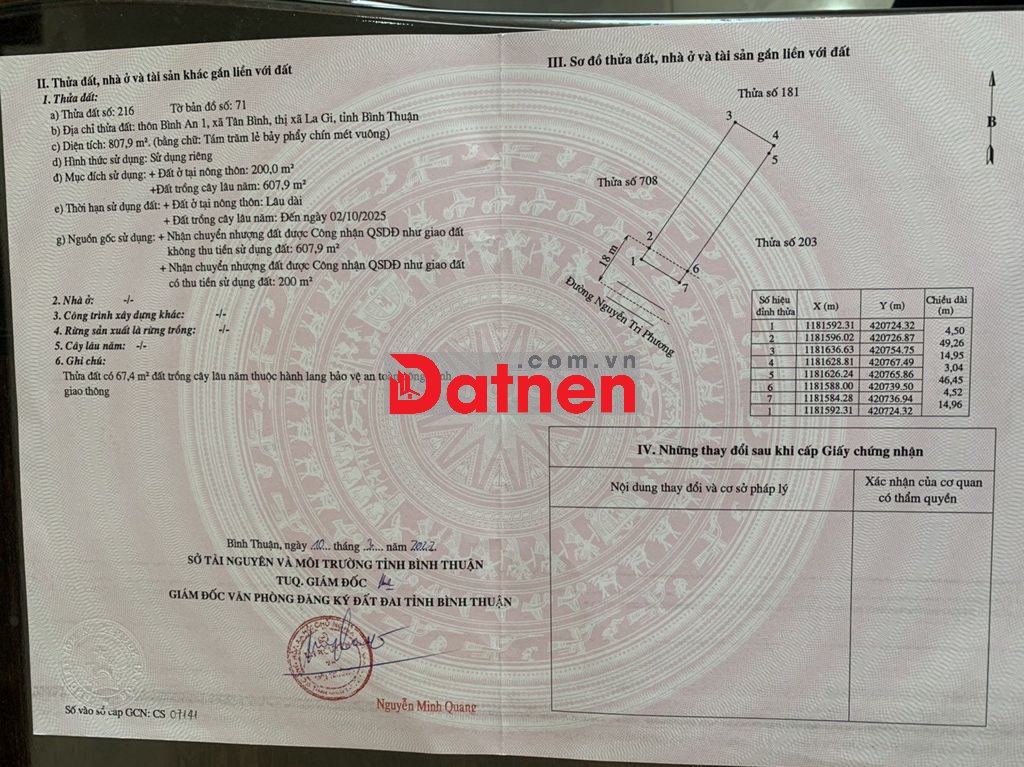 II. Thửa đất, nhà ở và tài sản khác gắn liền với đất
1. Thửa đất:
a) Thửa đất số: 216 Tờ bản đồ số: 71
b) Địa chỉ thửa đất: thôn Bình An 1, xã Tân Bình, thị xã La Gi, tỉnh Bình Thuận
c) Diện tích: 807,9 m². (bằng chữ: Tám trăm lẻ bảy phẩy chín mét vuông)
d) Hình thức sử dụng: Sử dụng riêng
đ) Mục đích sử dụng: + Đất ở tại nông thôn: 200,0 m²
+Đất trồng cây lâu năm: 607,9 m²
e) Thời hạn sử dụng đất: + Đất ở tại nông thôn: Lâu dài
+ Đất trồng cây lâu năm: Đến ngày 02/10/2025
g) Nguồn gốc sử dụng: + Nhận chuyển nhượng đất được Công nhận QSDĐ như giao đất
không thu tiền sử dụng đất: 607,9 m²
+ Nhận chuyển nhượng đất được Công nhận QSDĐ như giao đất
có thu tiền sử dụng đất: 200 m²
2. Nhà ở: -/-
3. Công trình xây dựng khác: -/-
4. Rừng sản xuất là rừng trồng: -/-
5. Cây lâu năm: -/-
6. Ghi chú:
Thửa đất có 67,4 m² đất trồng cây lâu năm thuộc hành lang bảo vệ an toàn
giao thông
Bình Thuận, ngày 10 tháng 3 năm 2022
SỞ TÀI NGUYÊN VÀ MÔI TRƯỜNG TỈNH BÌNH THUẬN
TUQ. GIÁM ĐỐC
GIÁM ĐỐC VĂN PHÒNG ĐĂNG KÝ ĐẤT ĐAI TỈNH BÌNH THUẬN
Nguyễn Minh Quang
Số vào sổ cấp GCN: CS 07141
III. Sơ đồ thửa đất, nhà ở và tài sản gắn liền với đất
Thửa số 181
B
3
4
5
Thửa số 708
Thửa số 203
2
1
6
7
18 m
Đường Nguyễn Tri Phương
Số hiệu đỉnh thửa X (m) Y (m) Chiều dài (m)
1 1181592.31 420724.32
4,50
2 1181596.02 420726.87
49,26
3 1181636.63 420754.75
14,95
4 1181628.81 420767.49
3,04
5 1181626.24 420765.86
46,45
6 1181588.00 420739.50
4,52
7 1181584.28 420736.94
14,96
1 1181592.31 420724.32
IV. Những thay đổi sau khi cấp Giấy chứng nhận
Nội dung thay đổi và cơ sở pháp lý
Xác nhận của cơ quan
có thẩm quyền
.com.vn
Datnen